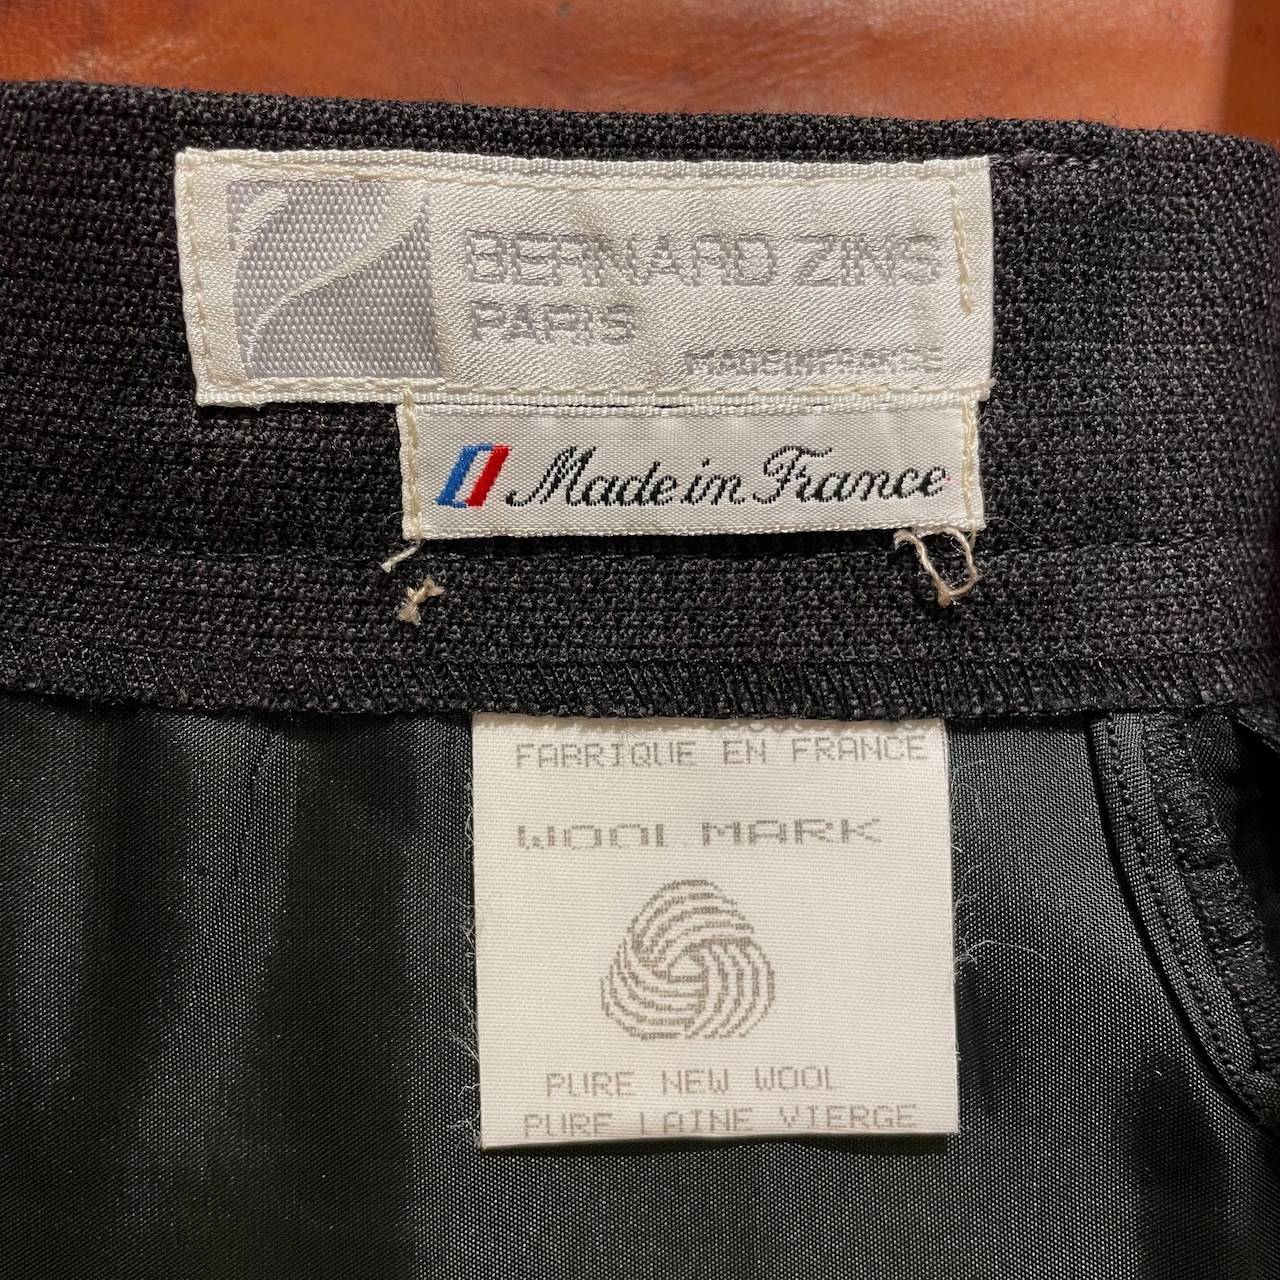 BERNARD ZINS
PARIS
MADE IN FRANCE
Made in France
FABRIQUE EN FRANCE
WOOLMARK
PURE NEW WOOL
PURE LAINE VIERGE